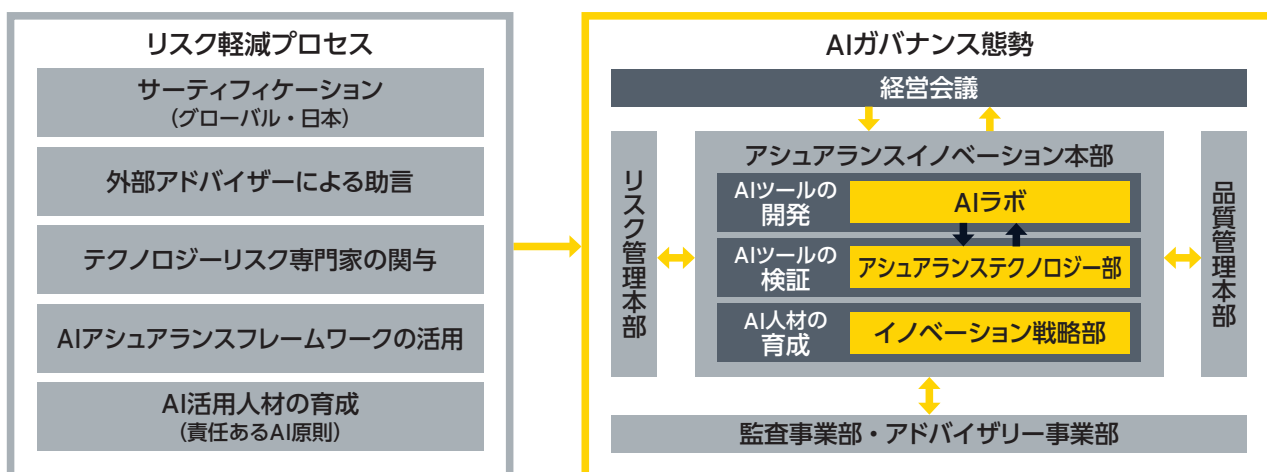 リスク軽減プロセス
サーティフィケーション
（グローバル・日本）
外部アドバイザーによる助言
テクノロジーリスク専門家の関与
AIアシュアランスフレームワークの活用
AI活用人材の育成
（責任あるAI原則）
AIガバナンス態勢
経営会議
リスク管理本部
アシュアランスイノベーション本部
AIツールの
開発
AIラボ
AIツールの
検証
アシュアランステクノロジー部
AI人材の
育成
イノベーション戦略部
品質管理本部
監査事業部・アドバイザリー事業部